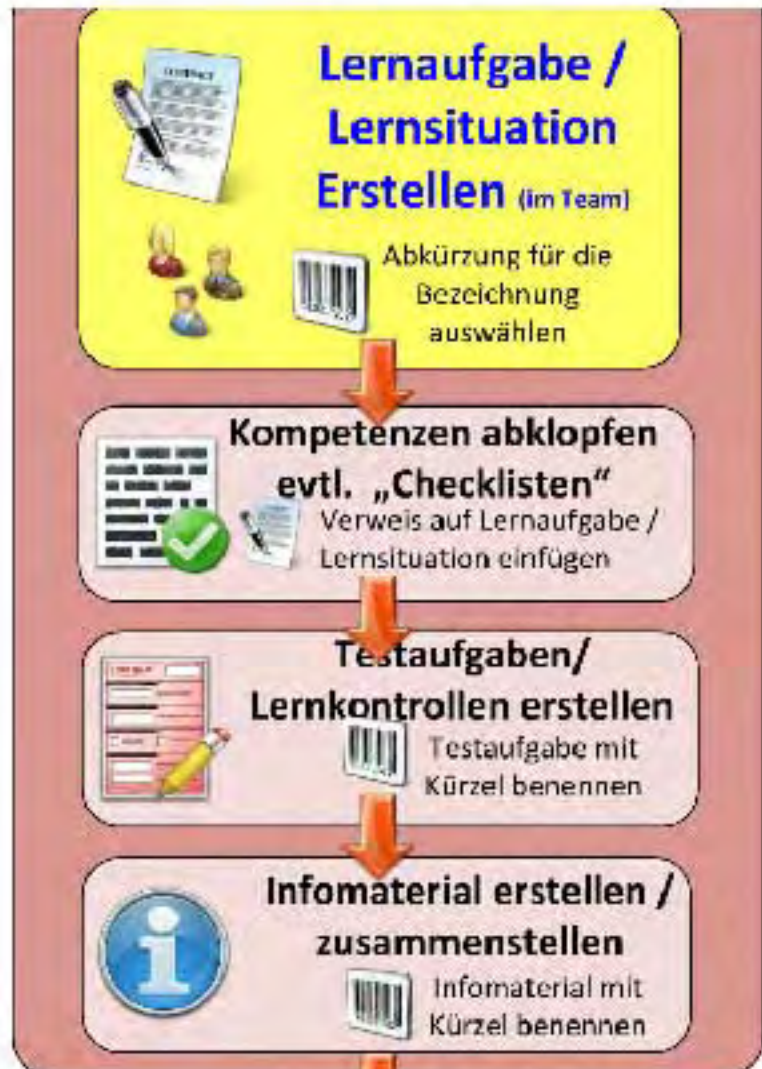 Lernaufgabe /
Lernsituation
Erstellen (im Team)
Abkürzung für die
Bezeichnung
auswählen
Kompetenzen abklopfen
evtl. „Checklisten“
Verweis auf Lernaufgabe /
Lernsituation einfügen
Testaufgaben/
Lernkontrollen erstellen
Testaufgabe mit
Kürzel benennen
Infomaterial erstellen /
zusammenstellen
Infomaterial mit
Kürzel benennen